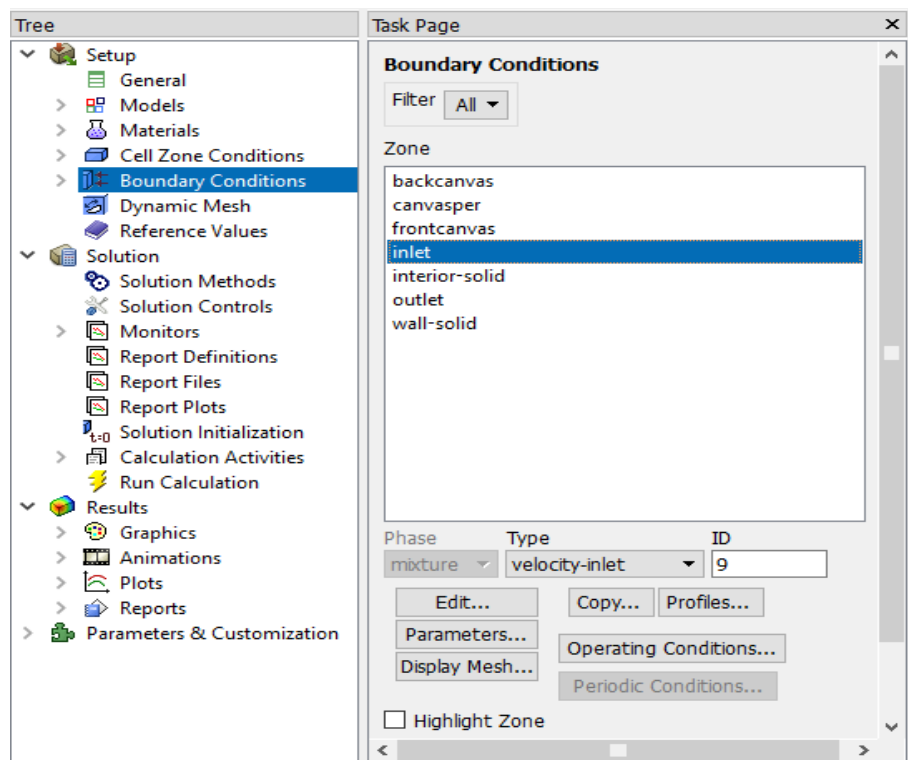 Tree
Setup
General
Models
Materials
Cell Zone Conditions
Boundary Conditions
Dynamic Mesh
Reference Values
Solution
Solution Methods
Solution Controls
Monitors
Report Definitions
Report Files
Report Plots
t=0 Solution Initialization
Calculation Activities
Run Calculation
Results
Graphics
Animations
Plots
Reports
Parameters & Customization
Task Page
Boundary Conditions
Filter All
Zone
backcanvas
canvasper
frontcanvas
inlet
interior-solid
outlet
wall-solid
Phase Type ID
mixture velocity-inlet 9
Edit... Copy... Profiles...
Parameters... Operating Conditions...
Display Mesh... Periodic Conditions...
Highlight Zone